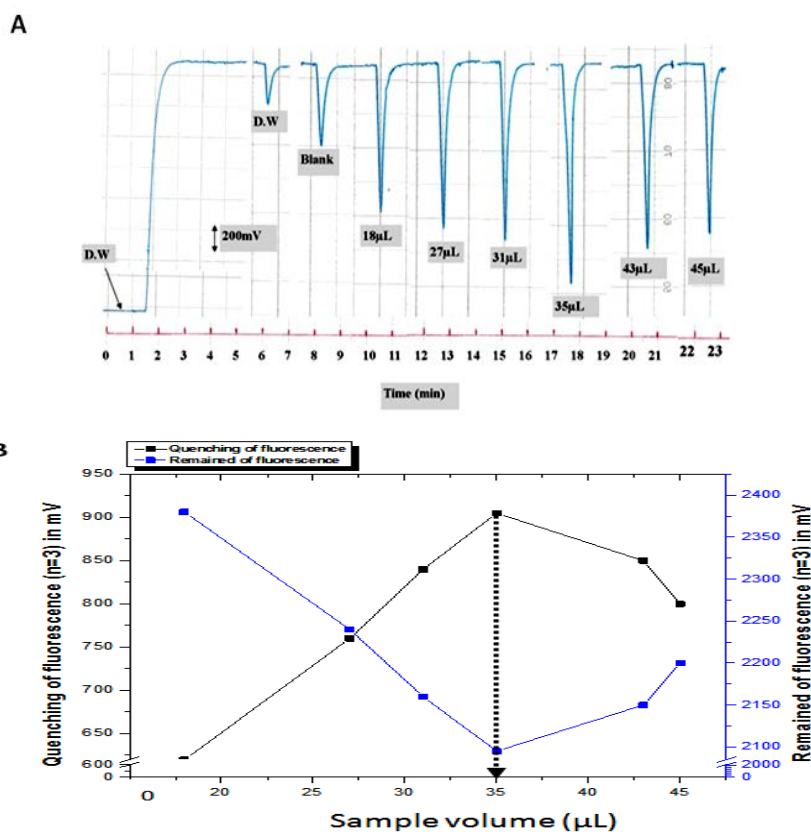 A
D.W
Blank
18µL
27µL
31µL
35µL
43µL
45µL
200mV
D.W
0 1 2 3 4 5 6 7 8 9 10 11 12 13 14 15 16 17 18 19 20 21 22 23
Time (min)
B
Quenching of fluorescence
Remained of fluorescence
Quenching of fluorescence (n=3) in mV
950
900
850
800
750
700
650
600
0
2400
2350
2300
2250
2200
2150
2100
2000
0
Remained of fluorescence (n=3) in mV
0 20 25 30 35 40 45
Sample volume (µL)